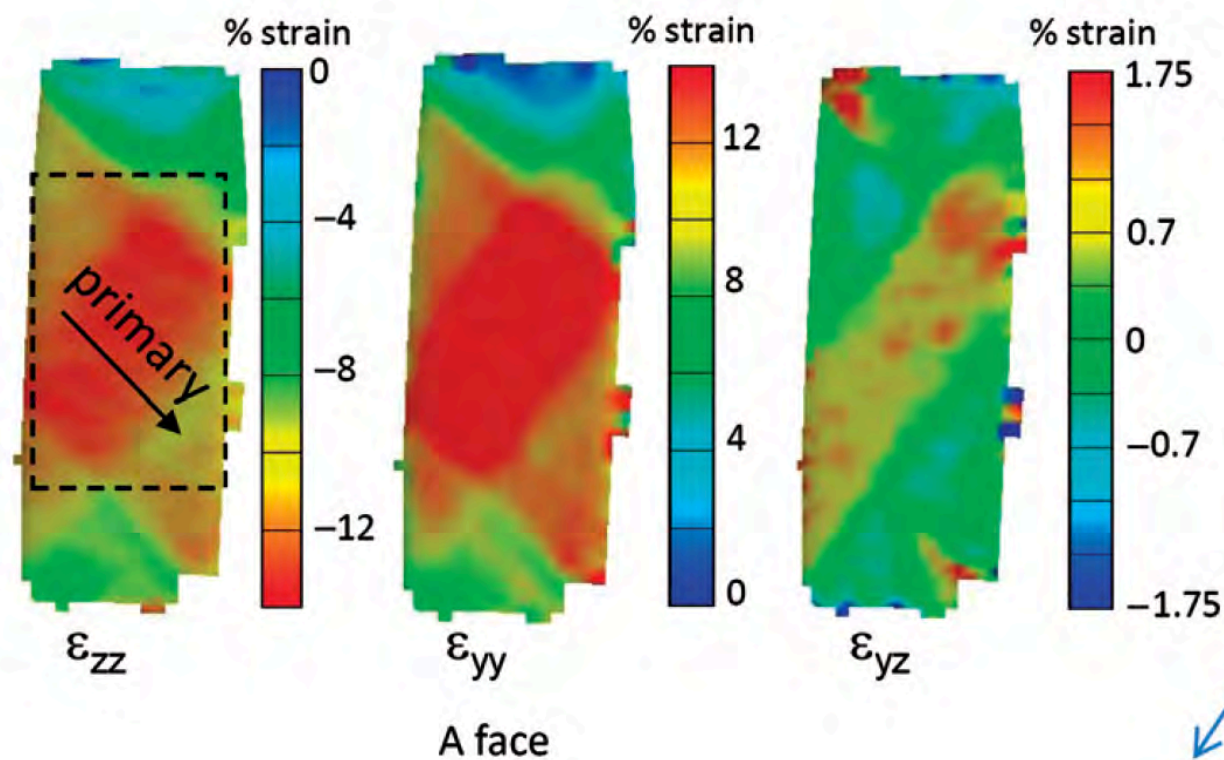 % strain
0
−4
−8
−12
primary
εzz
% strain
12
8
4
0
εyy
% strain
1.75
0.7
0
−0.7
−1.75
εyz
A face